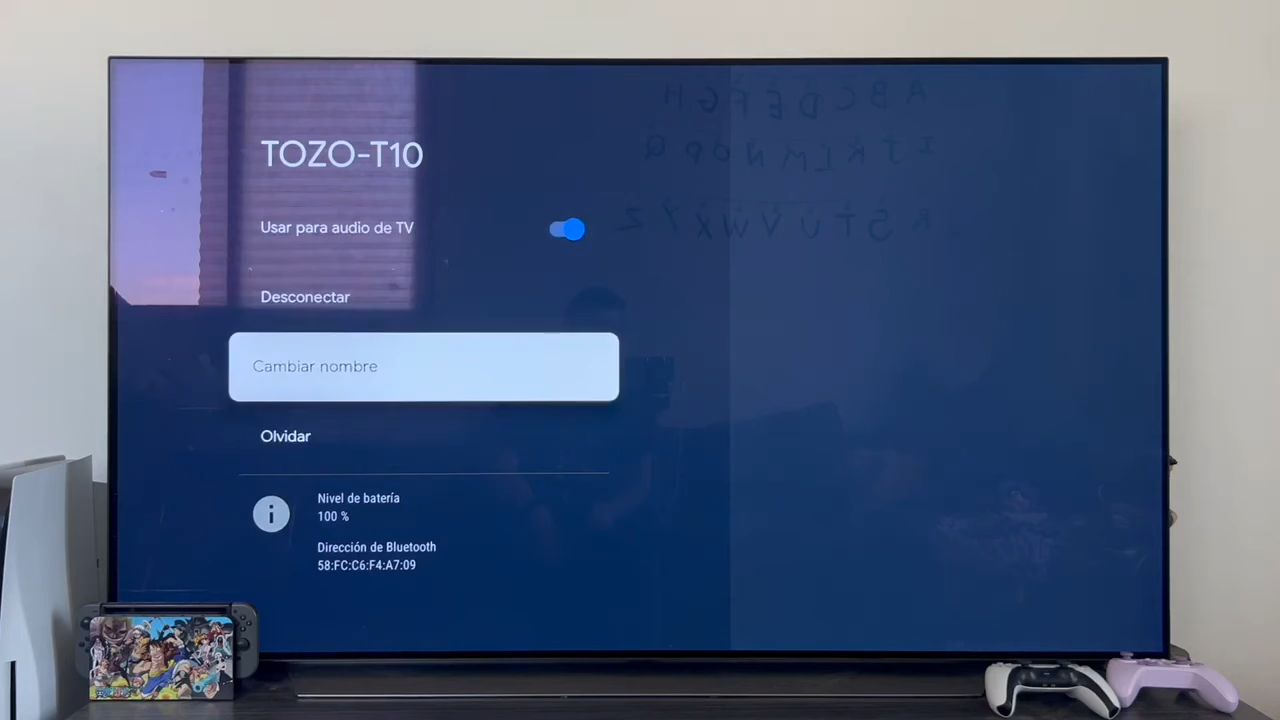 TOZO-T10
Usar para audio de TV
Desconectar
Cambiar nombre
Olvidar
Nivel de batería
100 %
Dirección de Bluetooth
58:FC:C6:F4:A7:09
A B C D E F G H
I J K L M N O P Q
R S T U V W X Y Z